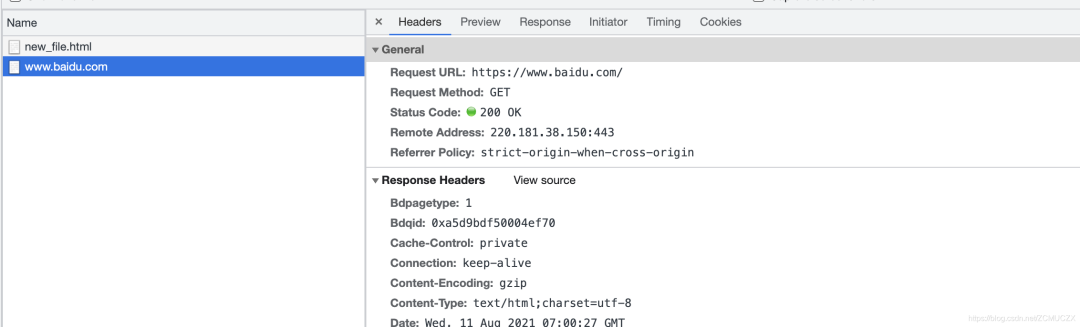 Name
new_file.html
www.baidu.com
× Headers Preview Response Initiator Timing Cookies
▼ General
Request URL: https://www.baidu.com/
Request Method: GET
Status Code: 200 OK
Remote Address: 220.181.38.150:443
Referrer Policy: strict-origin-when-cross-origin
▼ Response Headers View source
Bdpagetype: 1
Bdqid: 0xa5d9bdf50004ef70
Cache-Control: private
Connection: keep-alive
Content-Encoding: gzip
Content-Type: text/html;charset=utf-8
Date: Wed, 11 Aug 2021 07:00:27 GMT
https://blog.csdn.net/ZCMUCZX